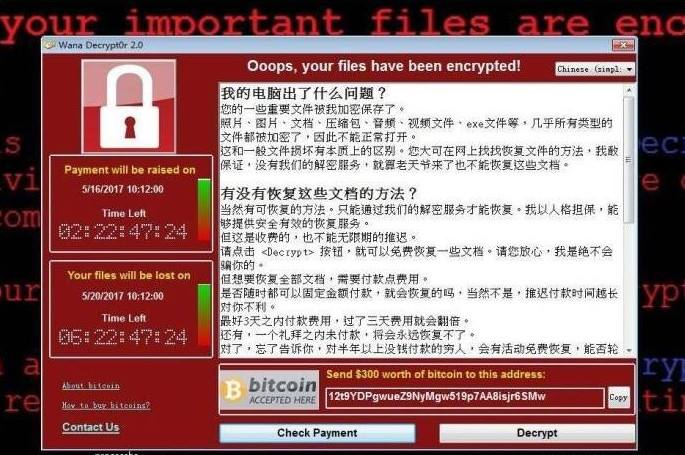 your important files are enc
Wana Decrypt0r 2.0
Ooops, your files have been encrypted!
Chinese (simpl:
Payment will be raised on
5/16/2017 10:12:00
Time Left
02:22:47:24
Your files will be lost on
5/20/2017 10:12:00
Time Left
06:22:47:24
About bitcoin
How to buy bitcoins?
Contact Us
我的电脑出了什么问题？
您的一些重要文件被我加密保存了。
照片、图片、文档、压缩包、音频、视频文件、exe文件等，几乎所有类型的
文件都被加密了，因此不能正常打开。
这和一般文件损坏有本质上的区别。您大可在网上找找恢复文件的方法，我敢
保证，没有我们的解密服务，就算老天爷来了也不能恢复这些文档。
有没有恢复这些文档的方法？
当然有可恢复的方法。只能通过我们的解密服务才能恢复。我以人格担保，能
够提供安全有效的恢复服务。
但这是收费的，也不能无限期的推迟。
请点击 <Decrypt> 按钮，就可以免费恢复一些文档。请您放心，我是绝不会
骗你的。
但想要恢复全部文档，需要付款点费用。
是否随时都可以固定金额付款，就会恢复的吗，当然不是，推迟付款时间越长
对你不利。
最好3天之内付款费用，过了三天费用就会翻倍。
还有，一个礼拜之内未付款，将会永远恢复不了。
对了，忘了告诉你，对半年以上没钱付款的穷人，会有活动免费恢复，能否轮
bitcoin
ACCEPTED HERE
Send $300 worth of bitcoin to this address:
12t9YDPgwueZ9NyMgw519p7AA8isjr6SMw
Copy
Check Payment
Decrypt